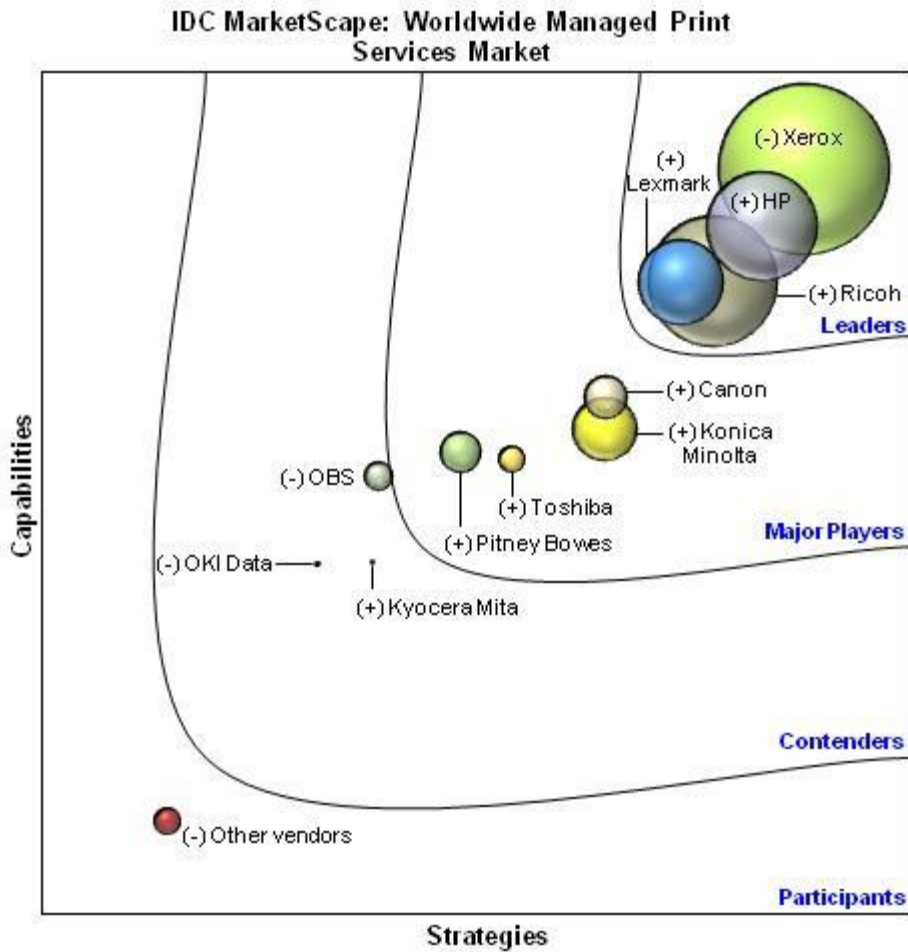 IDC MarketScape: Worldwide Managed Print
Services Market
(-) Xerox
(+)
Lexmark
(+) HP
(+) Ricoh
Leaders
(+) Canon
(+) Konica
Minolta
(-) OBS
(+) Toshiba
(+) Pitney Bowes
Major Players
(-) OKI Data
(+) Kyocera Mita
Contenders
(-) Other vendors
Participants
Capabilities
Strategies